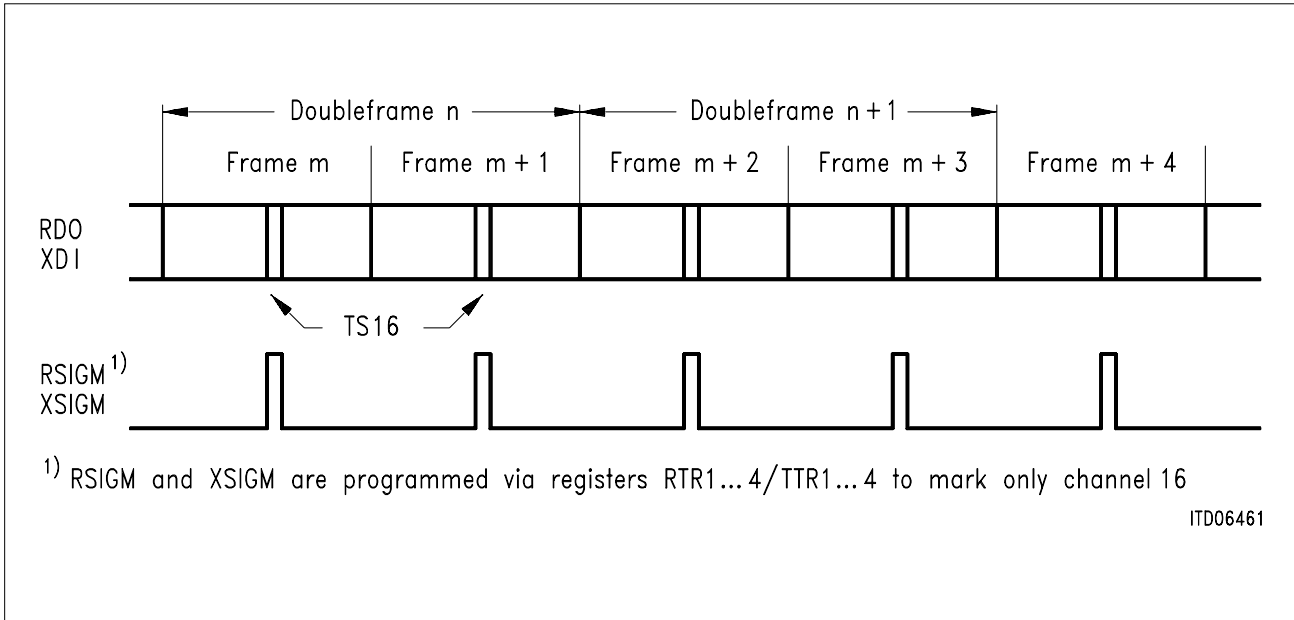 Doubleframe n Doubleframe n + 1
Frame m Frame m + 1 Frame m + 2 Frame m + 3 Frame m + 4
RDO
XDI
TS16
RSIGM 1)
XSIGM
1) RSIGM and XSIGM are programmed via registers RTR1...4/TTR1...4 to mark only channel 16
ITD06461